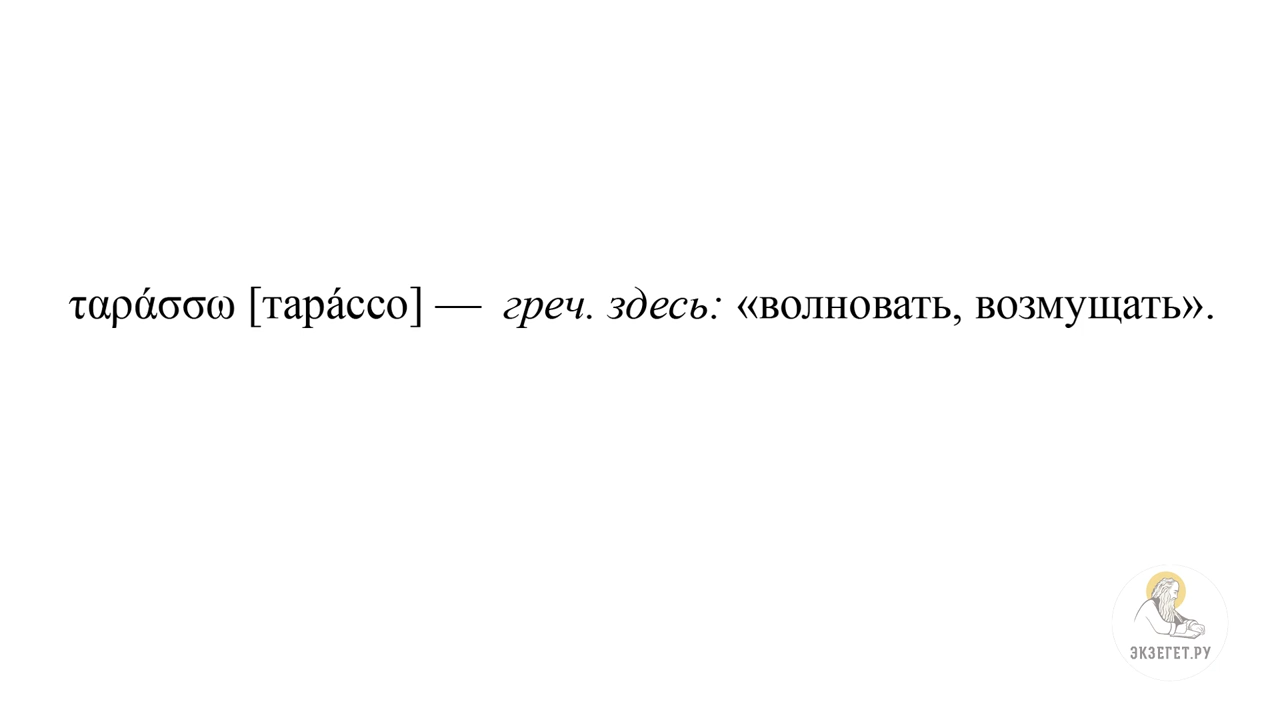 ταράσσω [тара́ссо] — греч. здесь: «волновать, возмущать».
ЭКЗЕГЕТ.РУ